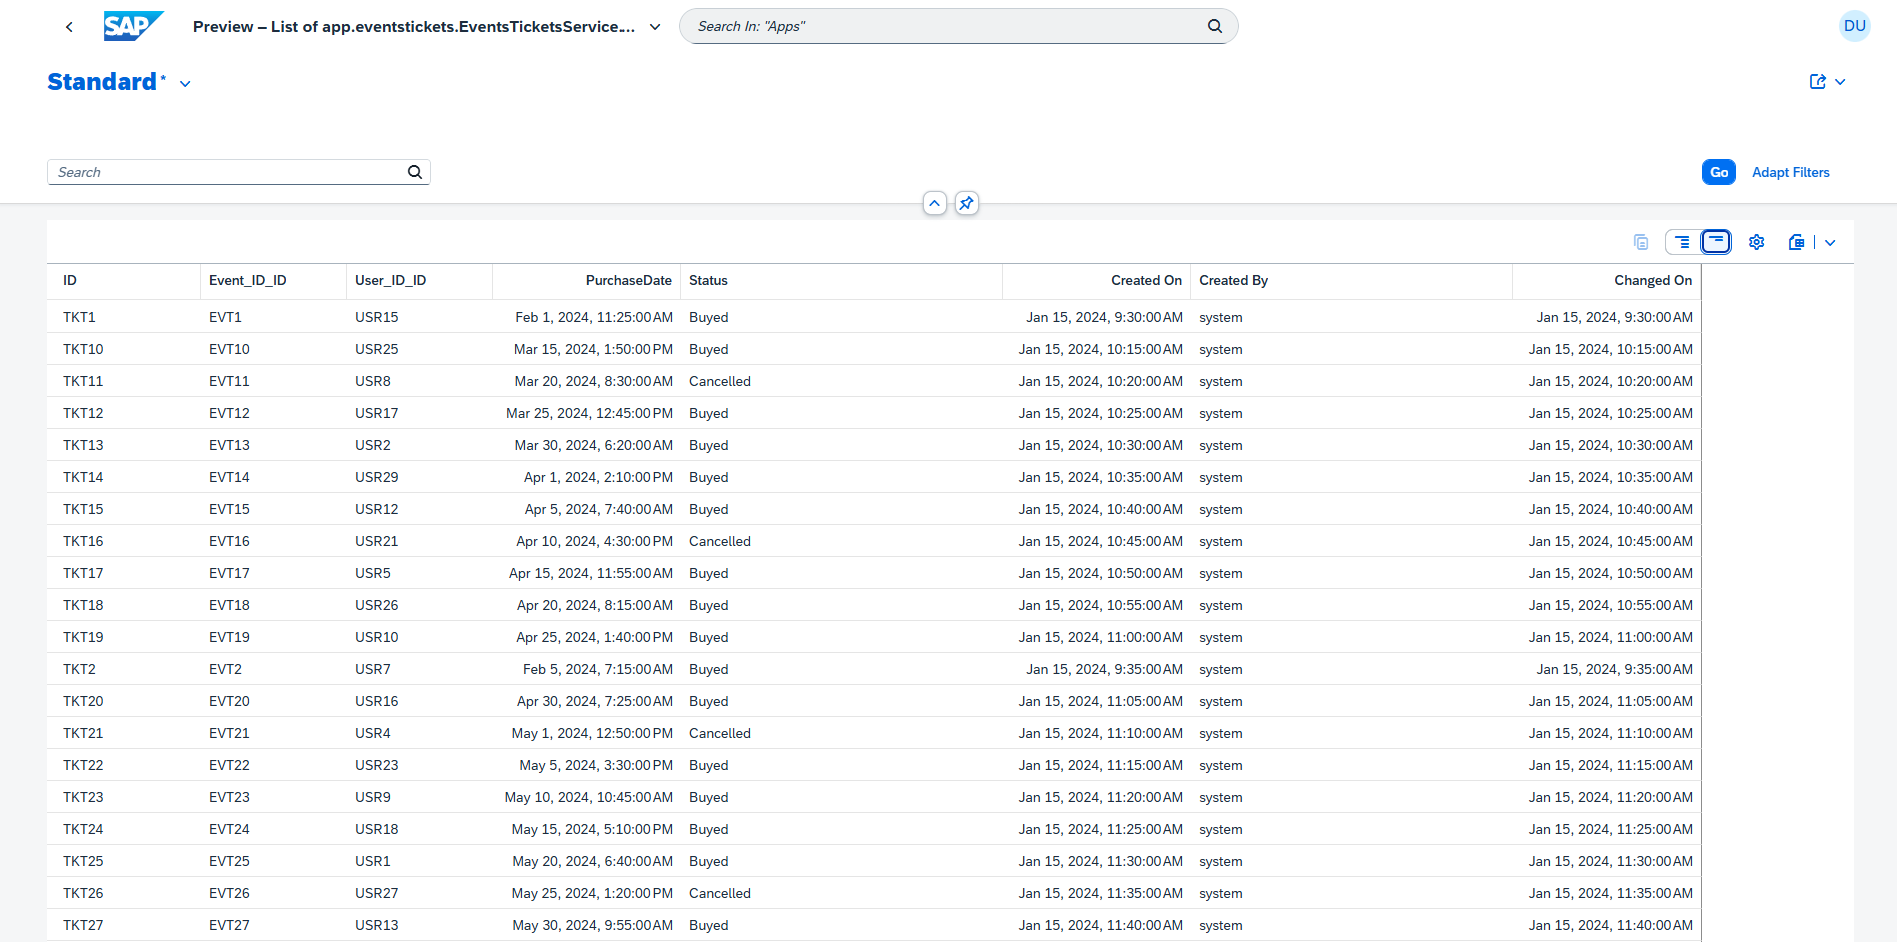 SAP Preview – List of app.eventstickets.EventsTicketsService.... Search In: "Apps" DU
Standard *
Search Go Adapt Filters
ID Event_ID_ID User_ID_ID PurchaseDate Status Created On Created By Changed On
TKT1 EVT1 USR15 Feb 1, 2024, 11:25:00 AM Buyed Jan 15, 2024, 9:30:00 AM system Jan 15, 2024, 9:30:00 AM
TKT10 EVT10 USR25 Mar 15, 2024, 1:50:00 PM Buyed Jan 15, 2024, 10:15:00 AM system Jan 15, 2024, 10:15:00 AM
TKT11 EVT11 USR8 Mar 20, 2024, 8:30:00 AM Cancelled Jan 15, 2024, 10:20:00 AM system Jan 15, 2024, 10:20:00 AM
TKT12 EVT12 USR17 Mar 25, 2024, 12:45:00 PM Buyed Jan 15, 2024, 10:25:00 AM system Jan 15, 2024, 10:25:00 AM
TKT13 EVT13 USR2 Mar 30, 2024, 6:20:00 AM Buyed Jan 15, 2024, 10:30:00 AM system Jan 15, 2024, 10:30:00 AM
TKT14 EVT14 USR29 Apr 1, 2024, 2:10:00 PM Buyed Jan 15, 2024, 10:35:00 AM system Jan 15, 2024, 10:35:00 AM
TKT15 EVT15 USR12 Apr 5, 2024, 7:40:00 AM Buyed Jan 15, 2024, 10:40:00 AM system Jan 15, 2024, 10:40:00 AM
TKT16 EVT16 USR21 Apr 10, 2024, 4:30:00 PM Cancelled Jan 15, 2024, 10:45:00 AM system Jan 15, 2024, 10:45:00 AM
TKT17 EVT17 USR5 Apr 15, 2024, 11:55:00 AM Buyed Jan 15, 2024, 10:50:00 AM system Jan 15, 2024, 10:50:00 AM
TKT18 EVT18 USR26 Apr 20, 2024, 8:15:00 AM Buyed Jan 15, 2024, 10:55:00 AM system Jan 15, 2024, 10:55:00 AM
TKT19 EVT19 USR10 Apr 25, 2024, 1:40:00 PM Buyed Jan 15, 2024, 11:00:00 AM system Jan 15, 2024, 11:00:00 AM
TKT2 EVT2 USR7 Feb 5, 2024, 7:15:00 AM Buyed Jan 15, 2024, 9:35:00 AM system Jan 15, 2024, 9:35:00 AM
TKT20 EVT20 USR16 Apr 30, 2024, 7:25:00 AM Buyed Jan 15, 2024, 11:05:00 AM system Jan 15, 2024, 11:05:00 AM
TKT21 EVT21 USR4 May 1, 2024, 12:50:00 PM Cancelled Jan 15, 2024, 11:10:00 AM system Jan 15, 2024, 11:10:00 AM
TKT22 EVT22 USR23 May 5, 2024, 3:30:00 PM Buyed Jan 15, 2024, 11:15:00 AM system Jan 15, 2024, 11:15:00 AM
TKT23 EVT23 USR9 May 10, 2024, 10:45:00 AM Buyed Jan 15, 2024, 11:20:00 AM system Jan 15, 2024, 11:20:00 AM
TKT24 EVT24 USR18 May 15, 2024, 5:10:00 PM Buyed Jan 15, 2024, 11:25:00 AM system Jan 15, 2024, 11:25:00 AM
TKT25 EVT25 USR1 May 20, 2024, 6:40:00 AM Buyed Jan 15, 2024, 11:30:00 AM system Jan 15, 2024, 11:30:00 AM
TKT26 EVT26 USR27 May 25, 2024, 1:20:00 PM Cancelled Jan 15, 2024, 11:35:00 AM system Jan 15, 2024, 11:35:00 AM
TKT27 EVT27 USR13 May 30, 2024, 9:55:00 AM Buyed Jan 15, 2024, 11:40:00 AM system Jan 15, 2024, 11:40:00 AM